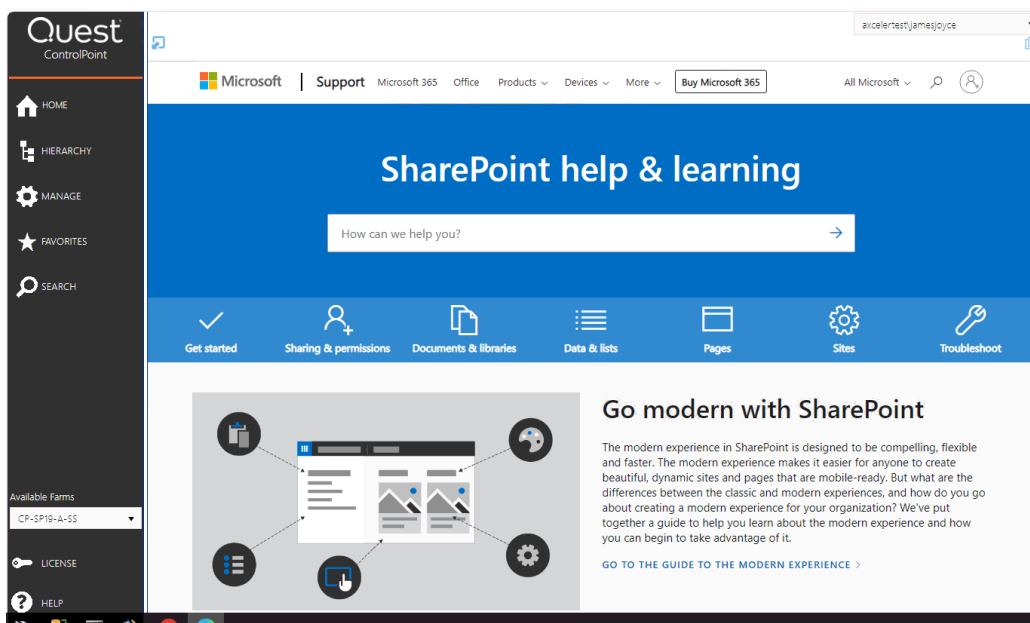 Quest
ControlPoint
HOME
HIERARCHY
MANAGE
FAVORITES
SEARCH
Available Farms
CP-SP19-A-SS
LICENSE
HELP
axcelertest\jamesjoyce
Microsoft Support Microsoft 365 Office Products Devices More Buy Microsoft 365 All Microsoft
SharePoint help & learning
How can we help you?
Get started Sharing & permissions Documents & libraries Data & lists Pages Sites Troubleshoot
Go modern with SharePoint
The modern experience in SharePoint is designed to be compelling, flexible
and faster. The modern experience makes it easier for anyone to create
beautiful, dynamic sites and pages that are mobile-ready. But what are the
differences between the classic and modern experiences, and how do you go
about creating a modern experience for your organization? We've put
together a guide to help you learn about the modern experience and how
you can begin to take advantage of it.
GO TO THE GUIDE TO THE MODERN EXPERIENCE >